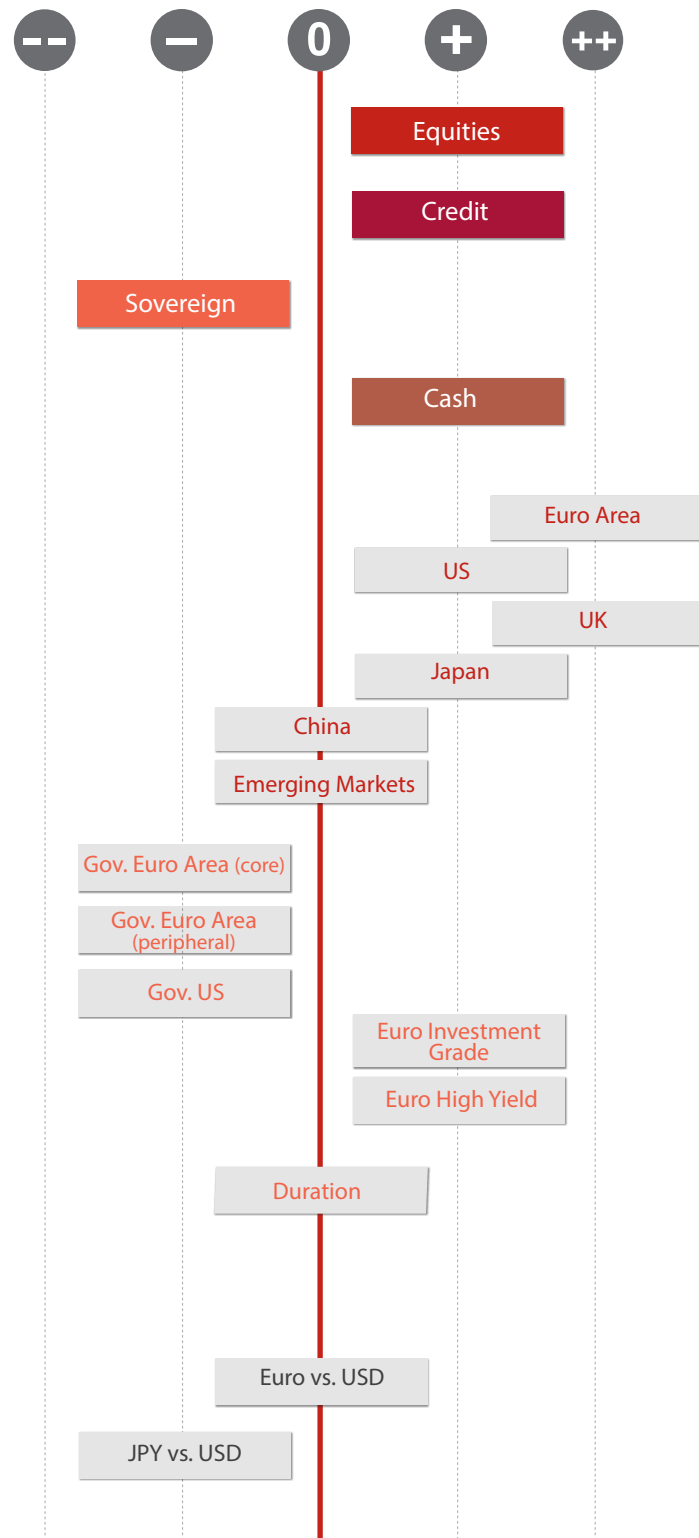 -- – 0 + ++
Equities
Credit
Sovereign
Cash
Euro Area
US
UK
Japan
China
Emerging Markets
Gov. Euro Area (core)
Gov. Euro Area
(peripheral)
Gov. US
Euro Investment
Grade
Euro High Yield
Duration
Euro vs. USD
JPY vs. USD